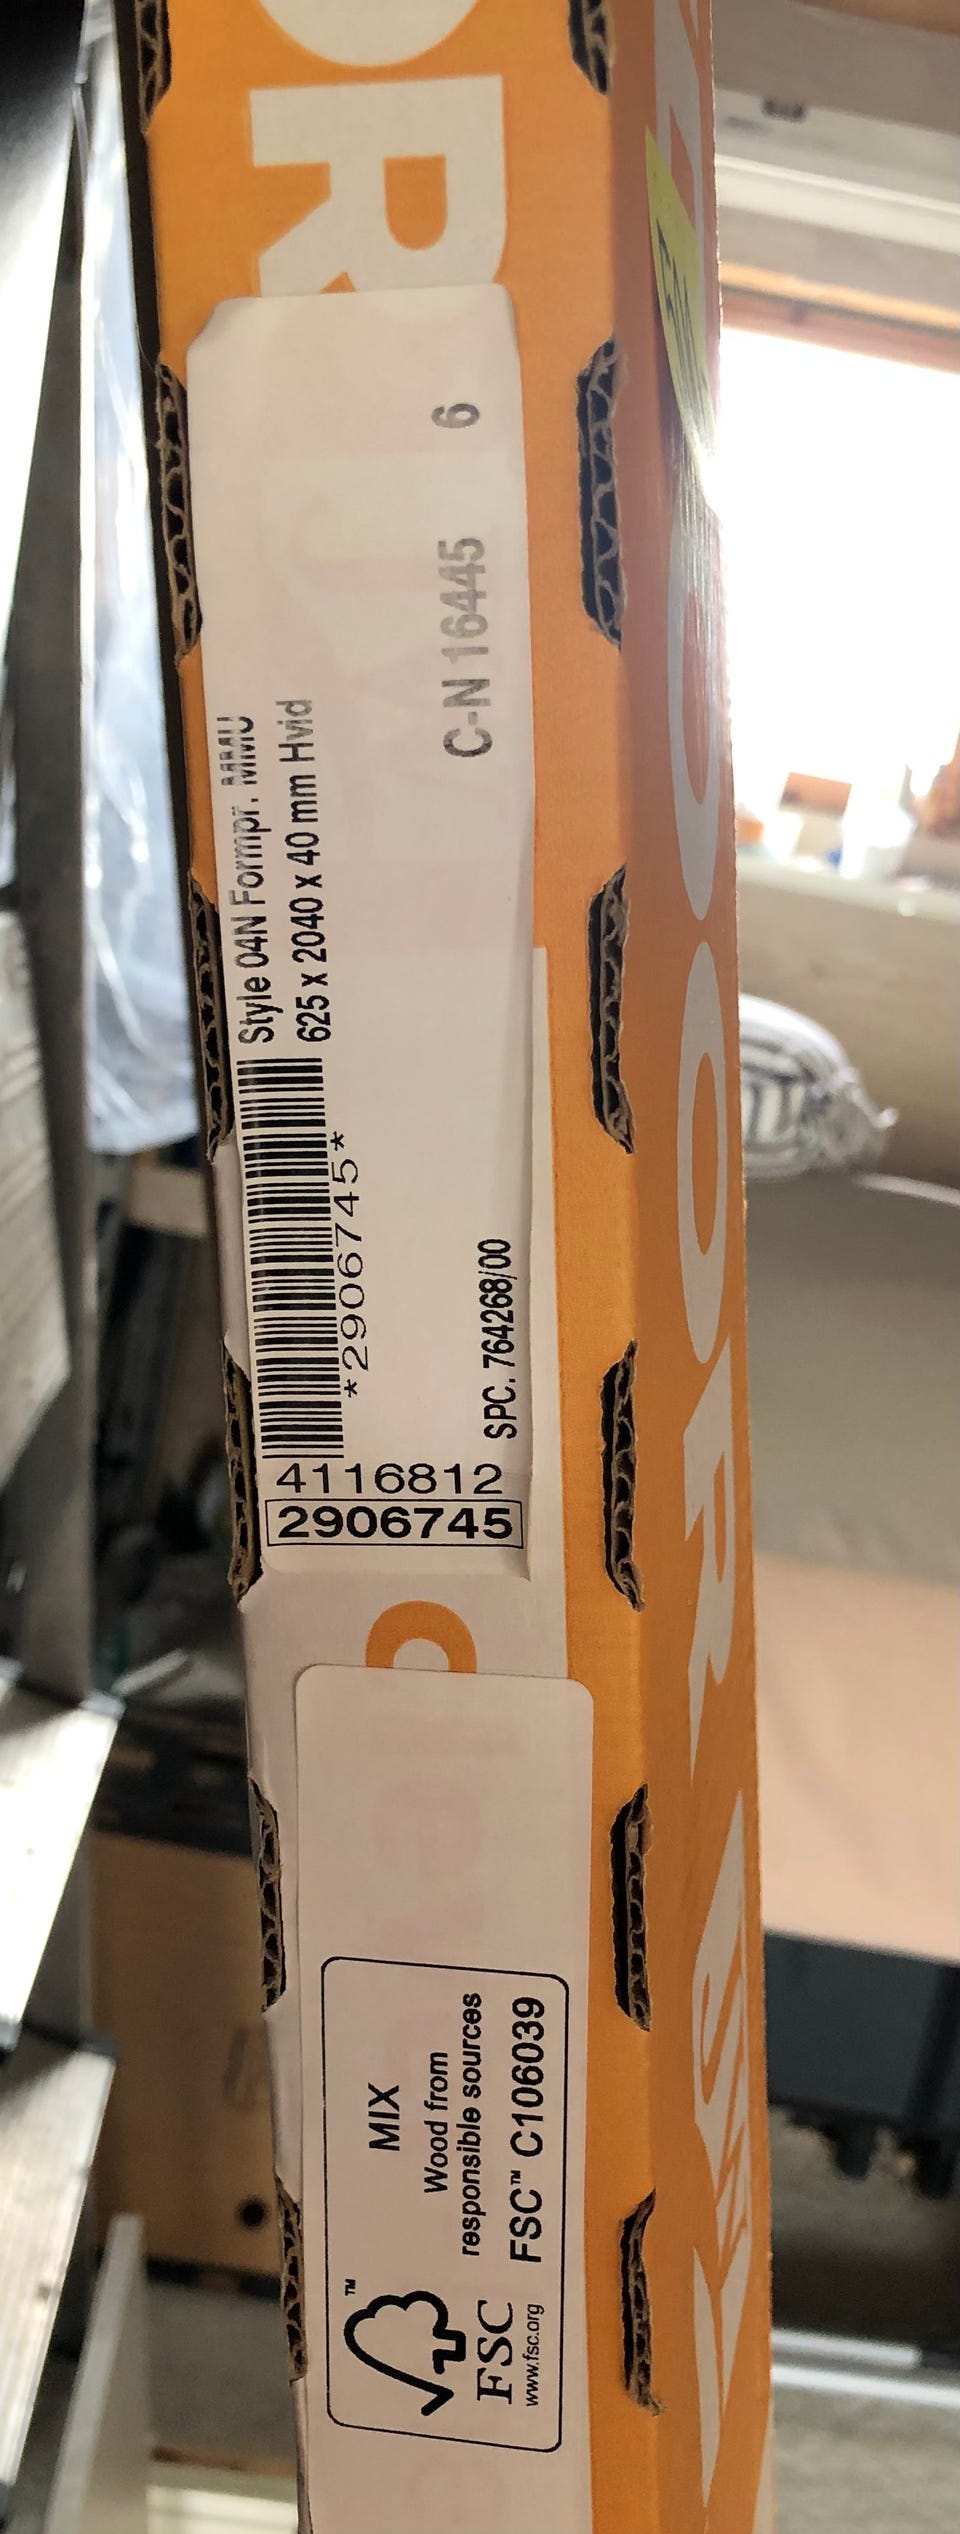 Style 04N Formpr. MMU
625 x 2040 x 40 mm Hvid
*2906745*
C-N 16445 6
SPC. 764268/00
4116812
2906745
MIX
Wood from
responsible sources
FSC™ C106039
™
FSC
www.fsc.org